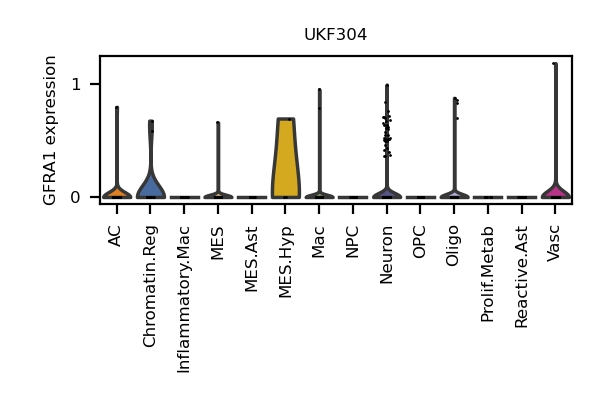 UKF304
GFRA1 expression
1
0
AC
Chromatin.Reg
Inflammatory.Mac
MES
MES.Ast
MES.Hyp
Mac
NPC
Neuron
OPC
Oligo
Prolif.Metab
Reactive.Ast
Vasc